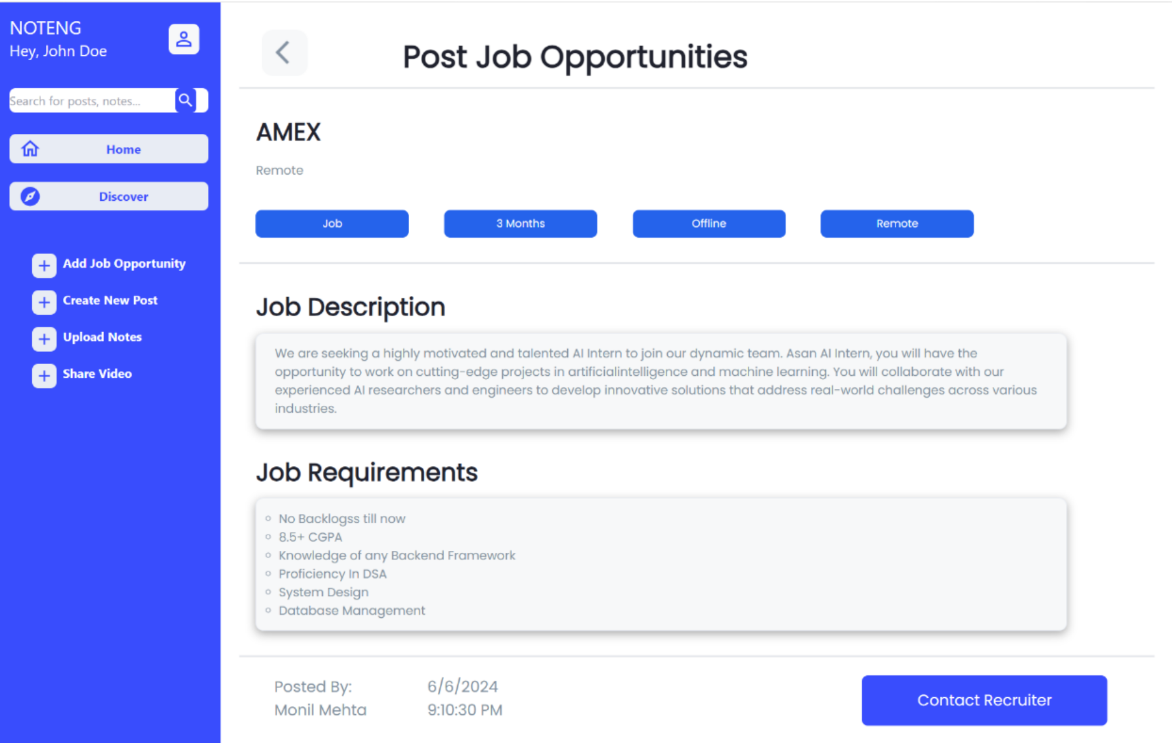 NOTENG
Hey, John Doe
Search for posts, notes...
Home
Discover
Add Job Opportunity
Create New Post
Upload Notes
Share Video
Post Job Opportunities
AMEX
Remote
Job
3 Months
Offline
Remote
Job Description
We are seeking a highly motivated and talented AI Intern to join our dynamic team. Asan AI Intern, you will have the
opportunity to work on cutting-edge projects in artificialintelligence and machine learning. You will collaborate with our
experienced AI researchers and engineers to develop innovative solutions that address real-world challenges across various
industries.
Job Requirements
No Backlogss till now
8.5+ CGPA
Knowledge of any Backend Framework
Proficiency In DSA
System Design
Database Management
Posted By:
Monil Mehta
6/6/2024
9:10:30 PM
Contact Recruiter